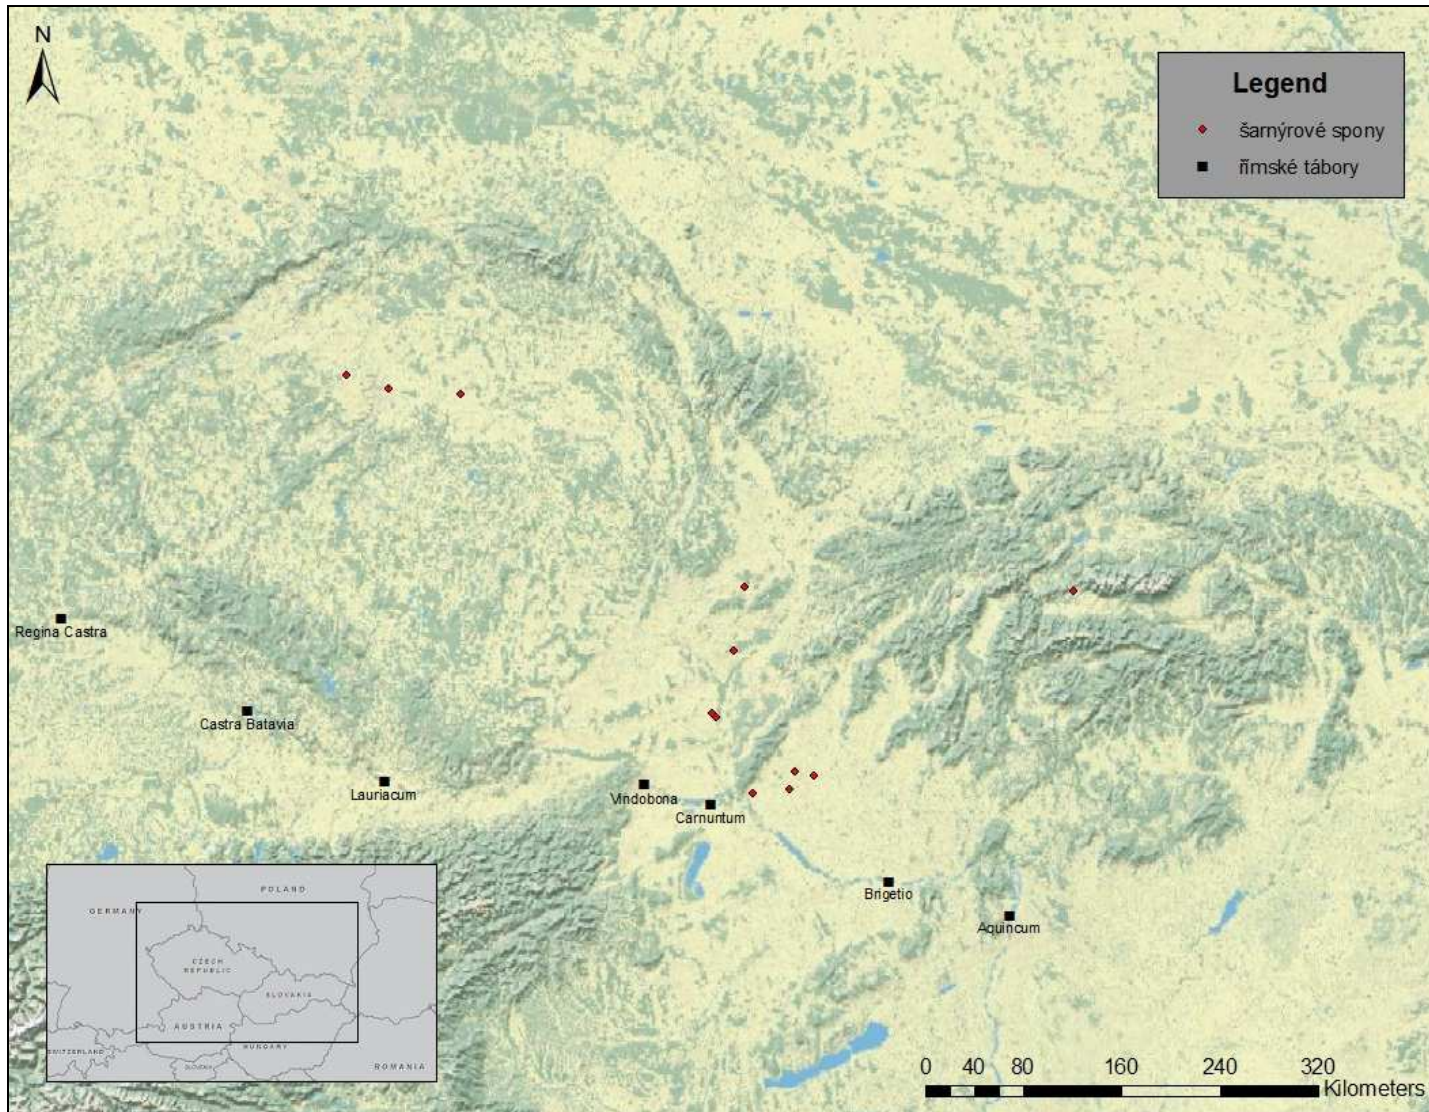 N
Legend
šarnýrové spony
římské tábory
Regina Castra
Castra Batavia
Lauriacum
Vindobona
Carnuntum
Brigetio
Aquincum
POLAND
GERMANY
CZECH
REPUBLIC
SLOVAKIA
AUSTRIA
HUNGARY
SWITZERLAND
SLOVENIA
ROMANIA
0 40 80 160 240 320
Kilometers